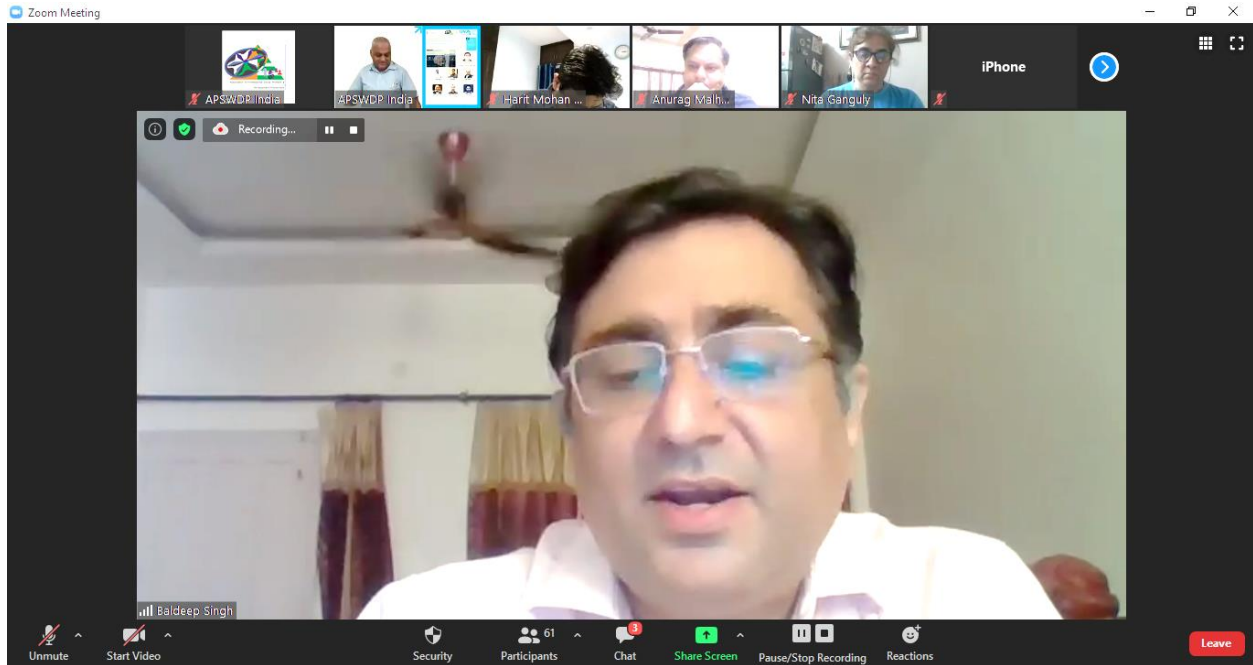 Zoom Meeting
APSWDP India
APSWDP India
Harit Mohan ...
Anurag Malh...
Nita Ganguly
iPhone
Recording...
Baldeep Singh
Unmute
Start Video
Security
61
Participants
3
Chat
Share Screen
Pause/Stop Recording
Reactions
Leave